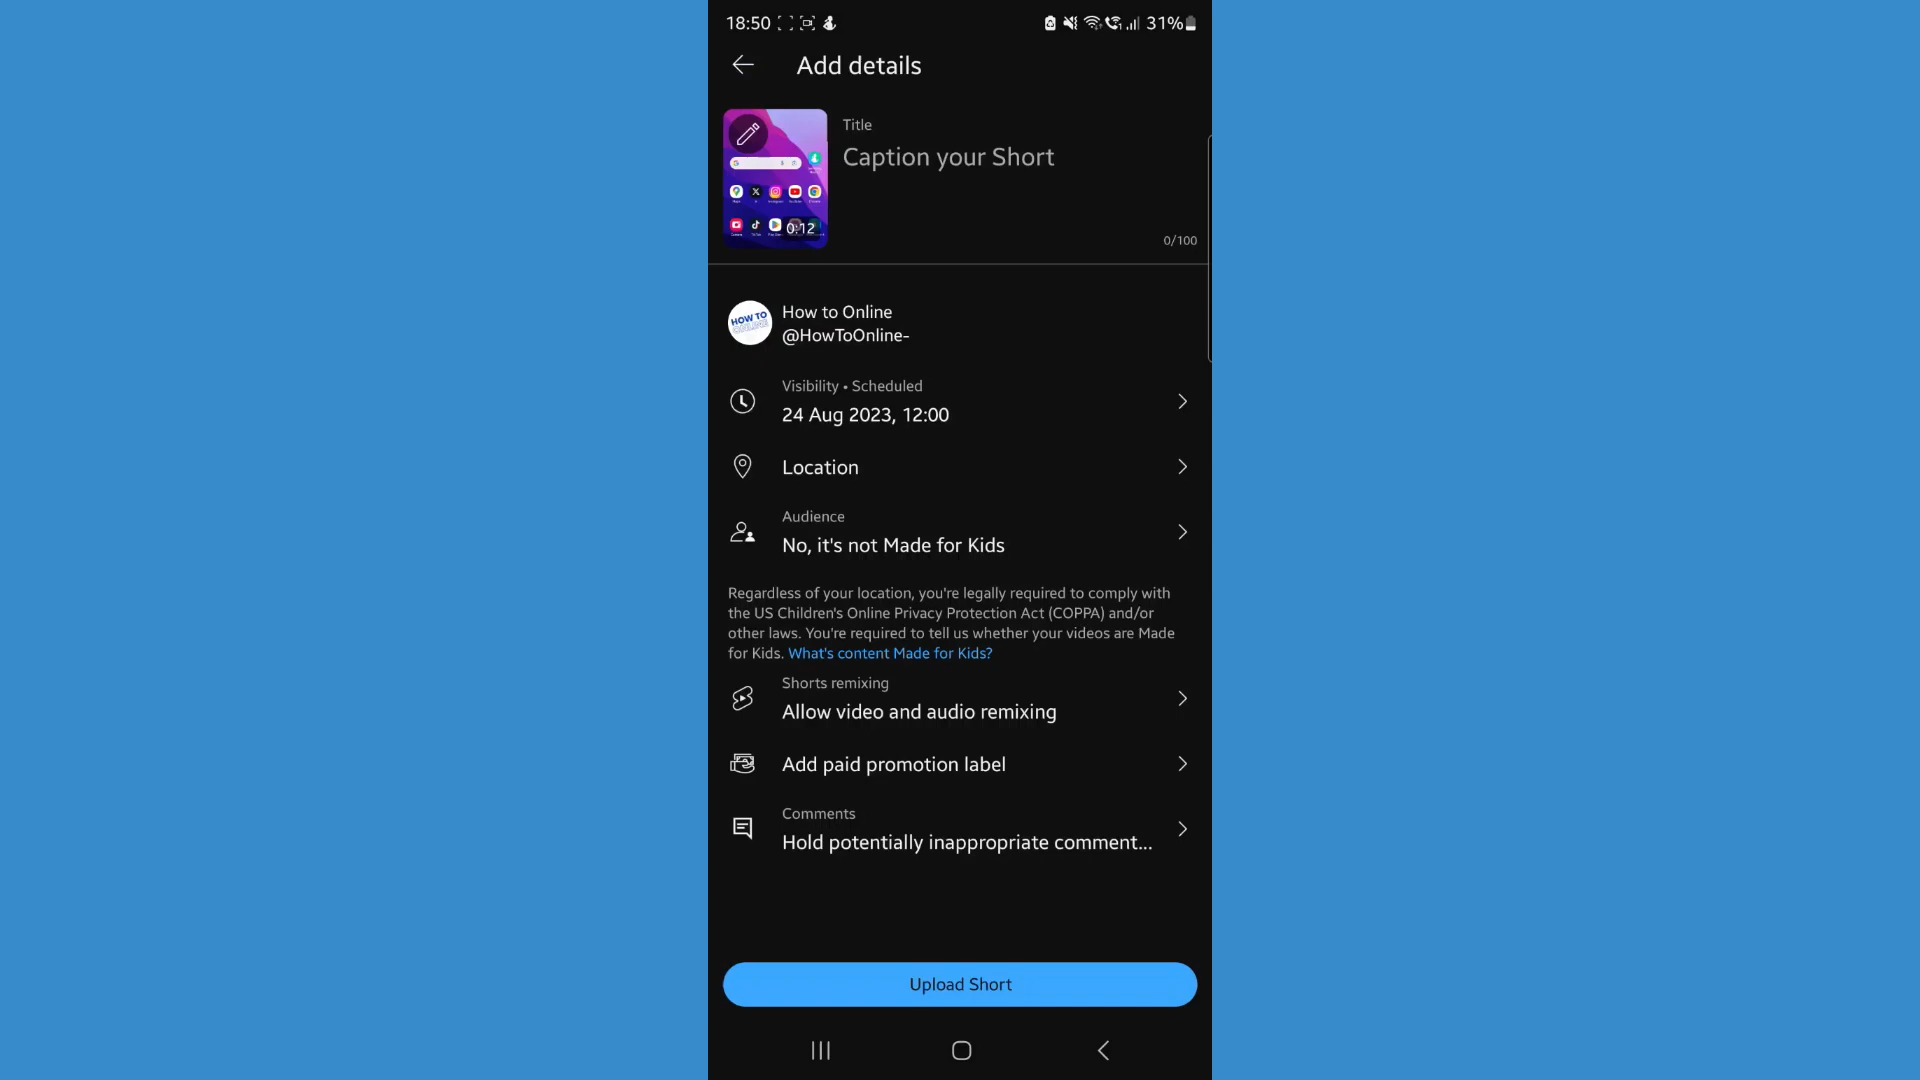 18:50
31%
Add details
Title
Caption your Short
0:12
0/100
HOW TO
ONLINE
How to Online
@HowToOnline-
Visibility • Scheduled
24 Aug 2023, 12:00
Location
Audience
No, it's not Made for Kids
Regardless of your location, you're legally required to comply with
the US Children's Online Privacy Protection Act (COPPA) and/or
other laws. You're required to tell us whether your videos are Made
for Kids. What's content Made for Kids?
Shorts remixing
Allow video and audio remixing
Add paid promotion label
Comments
Hold potentially inappropriate comment...
Upload Short